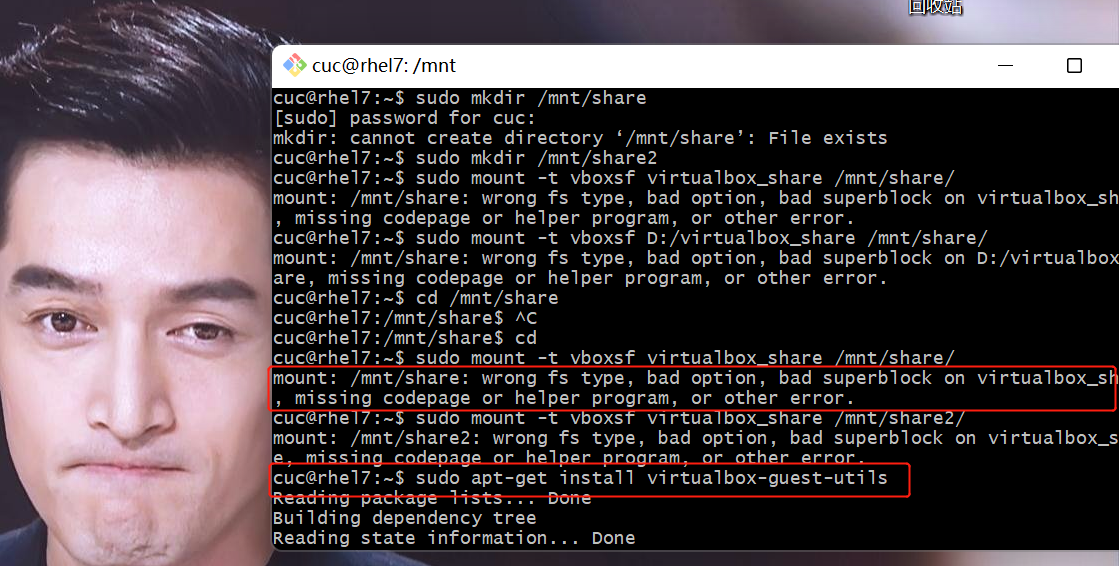 回收站
cuc@rhel7: /mnt
cuc@rhel7:~$ sudo mkdir /mnt/share
[sudo] password for cuc:
mkdir: cannot create directory ‘/mnt/share’: File exists
cuc@rhel7:~$ sudo mkdir /mnt/share2
cuc@rhel7:~$ sudo mount -t vboxsf virtualbox_share /mnt/share/
mount: /mnt/share: wrong fs type, bad option, bad superblock on virtualbox_sh
, missing codepage or helper program, or other error.
cuc@rhel7:~$ sudo mount -t vboxsf D:/virtualbox_share /mnt/share/
mount: /mnt/share: wrong fs type, bad option, bad superblock on D:/virtualbox
are, missing codepage or helper program, or other error.
cuc@rhel7:~$ cd /mnt/share
cuc@rhel7:/mnt/share$ ^C
cuc@rhel7:/mnt/share$ cd
cuc@rhel7:~$ sudo mount -t vboxsf virtualbox_share /mnt/share/
mount: /mnt/share: wrong fs type, bad option, bad superblock on virtualbox_sh
, missing codepage or helper program, or other error.
cuc@rhel7:~$ sudo mount -t vboxsf virtualbox_share /mnt/share2/
mount: /mnt/share2: wrong fs type, bad option, bad superblock on virtualbox_s
e, missing codepage or helper program, or other error.
cuc@rhel7:~$ sudo apt-get install virtualbox-guest-utils
Reading package lists... Done
Building dependency tree
Reading state information... Done